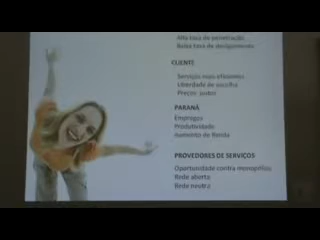 Alta taxa de penetração
Baixa taxa de desligamento
CLIENTE
Serviços mais eficientes
Liberdade de escolha
Preços justos
PARANÁ
Empregos
Produtividade
Aumento de Renda
PROVEDORES DE SERVIÇOS
Oportunidade contra monopólios
Rede aberta
Rede neutra